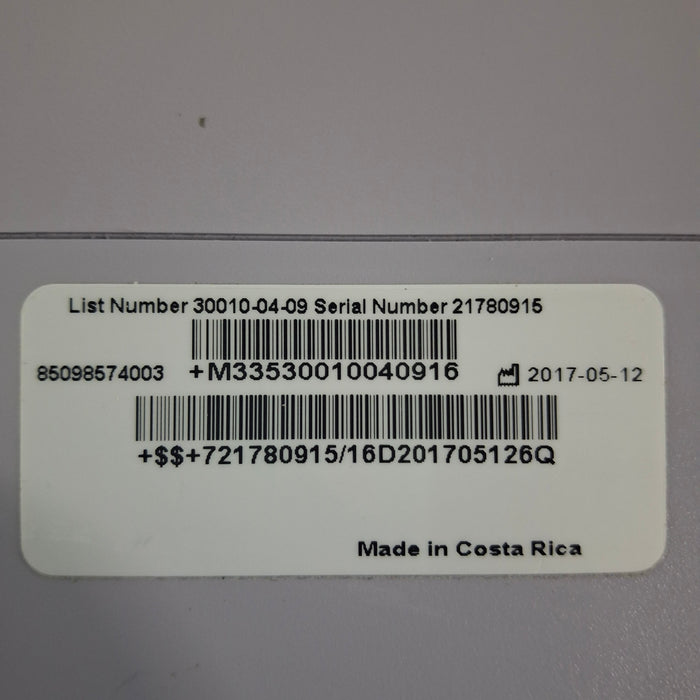 List Number 30010-04-09 Serial Number 21780915
85098574003 +M33530010040916 2017-05-12
+$$+721780915/16D201705126Q
Made in Costa Rica